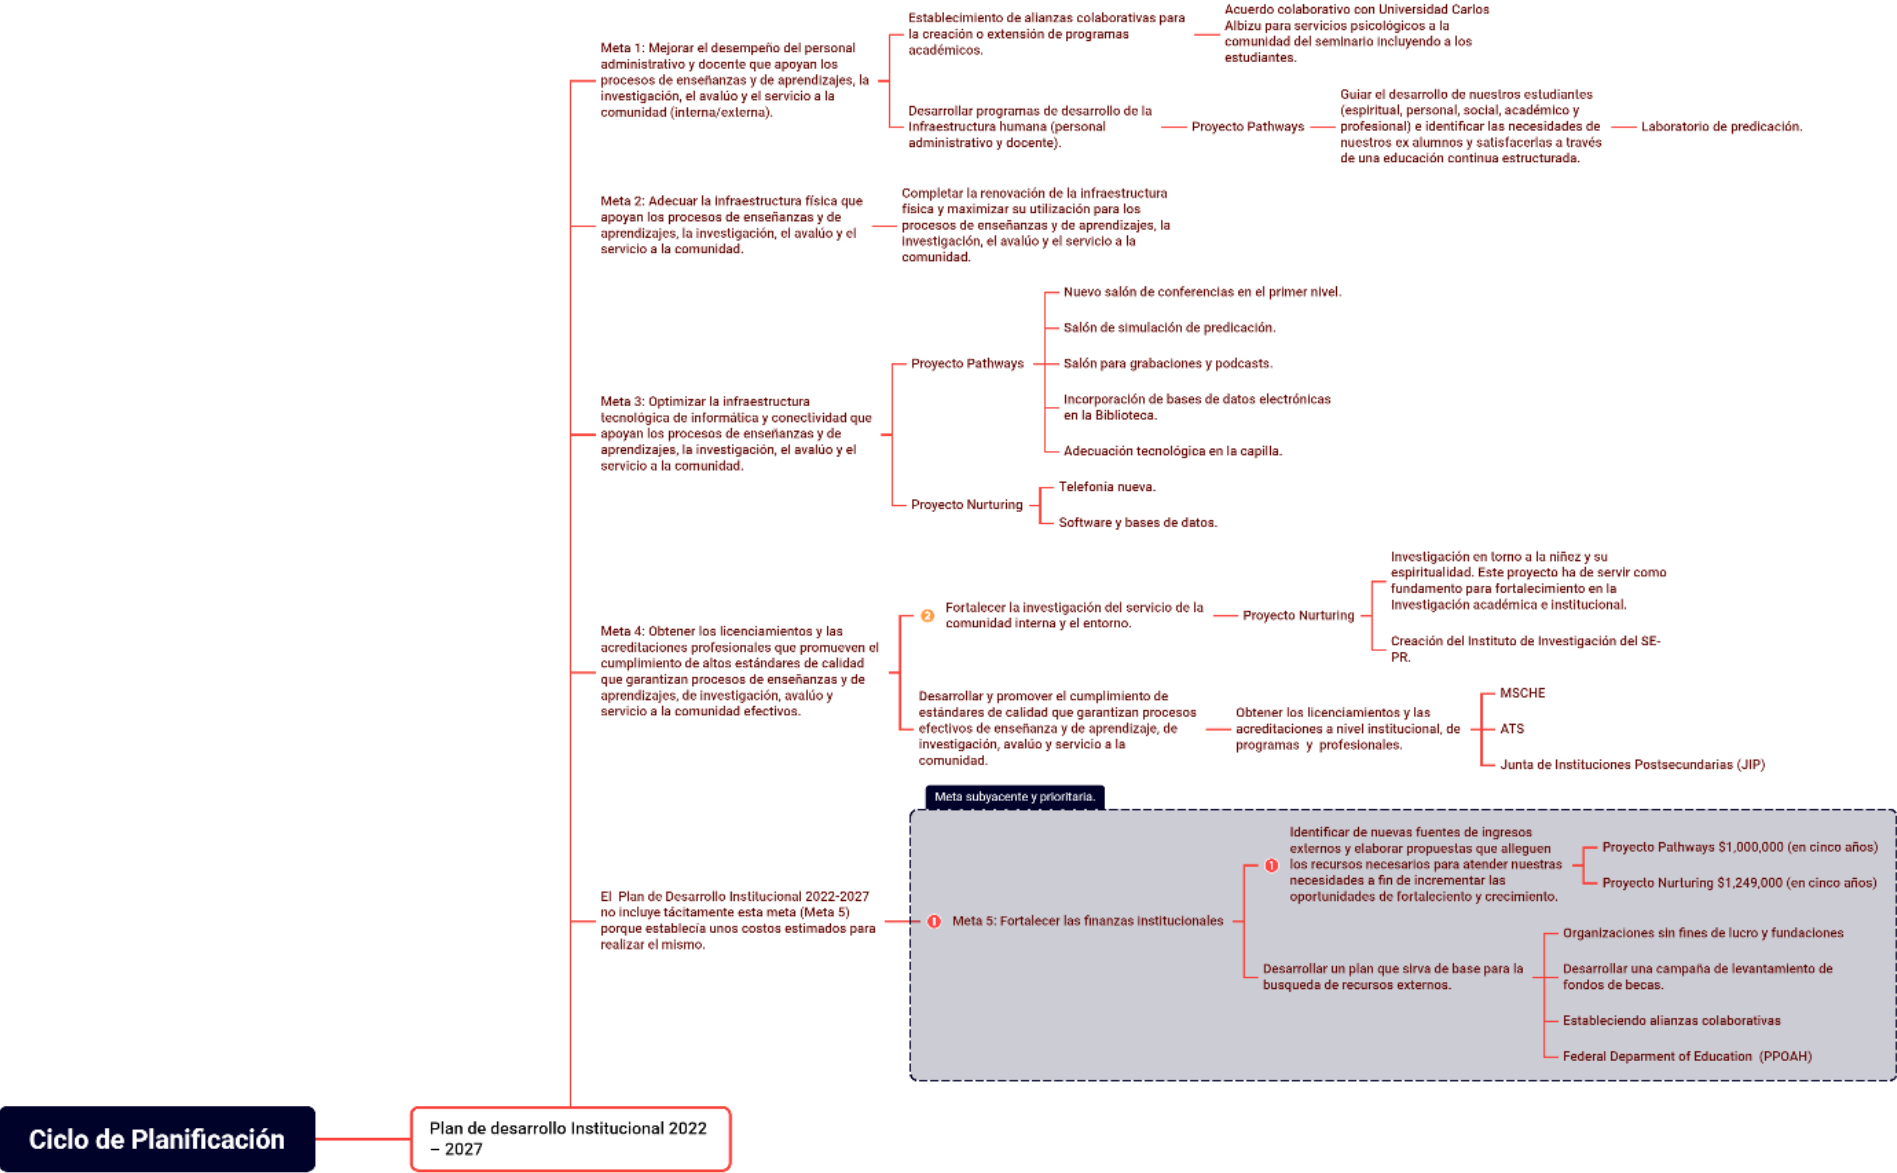 Meta 1: Mejorar el desempeño del personal
administrativo y docente que apoyan los
procesos de enseñanzas y de aprendizajes, la
investigación, el avalúo y el servicio a la
comunidad (interna/externa).
Establecimiento de alianzas colaborativas para
la creación o extensión de programas
académicos.
Acuerdo colaborativo con Universidad Carlos
Albizu para servicios psicológicos a la
comunidad del seminario incluyendo a los
estudiantes.
Desarrollar programas de desarrollo de la
infraestructura humana (personal
administrativo y docente).
Proyecto Pathways
Guiar el desarrollo de nuestros estudiantes
(espiritual, personal, social, académico y
profesional) e identificar las necesidades de
nuestros ex alumnos y satisfacerlas a través
de una educación continua estructurada.
Laboratorio de predicación.
Meta 2: Adecuar la infraestructura física que
apoyan los procesos de enseñanzas y de
aprendizajes, la investigación, el avalúo y el
servicio a la comunidad.
Completar la renovación de la infraestructura
física y maximizar su utilización para los
procesos de enseñanzas y de aprendizajes, la
investigación, el avalúo y el servicio a la
comunidad.
Meta 3: Optimizar la infraestructura
tecnológica de informática y conectividad que
apoyan los procesos de enseñanzas y de
aprendizajes, la investigación, el avalúo y el
servicio a la comunidad.
Proyecto Pathways
Nuevo salón de conferencias en el primer nivel.
Salón de simulación de predicación.
Salón para grabaciones y podcasts.
Incorporación de bases de datos electrónicas
en la Biblioteca.
Adecuación tecnológica en la capilla.
Proyecto Nurturing
Telefonía nueva.
Software y bases de datos.
Meta 4: Obtener los licenciamientos y las
acreditaciones profesionales que promueven el
cumplimiento de altos estándares de calidad
que garantizan procesos de enseñanzas y de
aprendizajes, de investigación, avalúo y
servicio a la comunidad efectivos.
2
Fortalecer la investigación del servicio de la
comunidad interna y el entorno.
Proyecto Nurturing
Investigación en torno a la niñez y su
espiritualidad. Este proyecto ha de servir como
fundamento para fortalecimiento en la
investigación académica e institucional.
Creación del Instituto de Investigación del SE-
PR.
Desarrollar y promover el cumplimiento de
estándares de calidad que garantizan procesos
efectivos de enseñanza y de aprendizaje, de
investigación, avalúo y servicio a la
comunidad.
Obtener los licenciamientos y las
acreditaciones a nivel institucional, de
programas y profesionales.
MSCHE
ATS
Junta de Instituciones Postsecundarias (JIP)
Meta subyacente y prioritaria.
El Plan de Desarrollo Institucional 2022-2027
no incluye tácitamente esta meta (Meta 5)
porque establecía unos costos estimados para
realizar el mismo.
Meta 5: Fortalecer las finanzas institucionales
1
Identificar de nuevas fuentes de ingresos
externos y elaborar propuestas que alleguen
los recursos necesarios para atender nuestras
necesidades a fin de incrementar las
oportunidades de fortaleciento y crecimiento.
Proyecto Pathways $1,000,000 (en cinco años)
Proyecto Nurturing $1,249,000 (en cinco años)
Desarrollar un plan que sirva de base para la
busqueda de recursos externos.
Organizaciones sin fines de lucro y fundaciones
Desarrollar una campaña de levantamiento de
fondos de becas.
Estableciendo alianzas colaborativas
Federal Deparment of Education (PPOAH)
Ciclo de Planificación
Plan de desarrollo Institucional 2022
– 2027